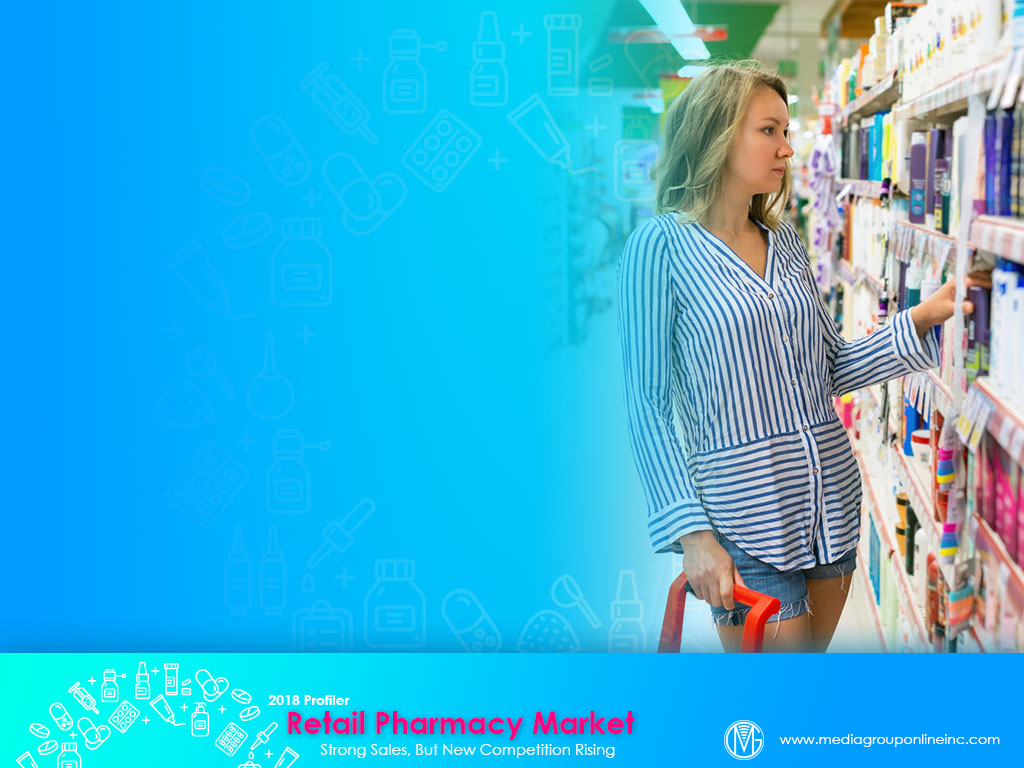 2018 Profiler
Retail Pharmacy Market
Strong Sales, But New Competition Rising
www.mediagrouponlineinc.com